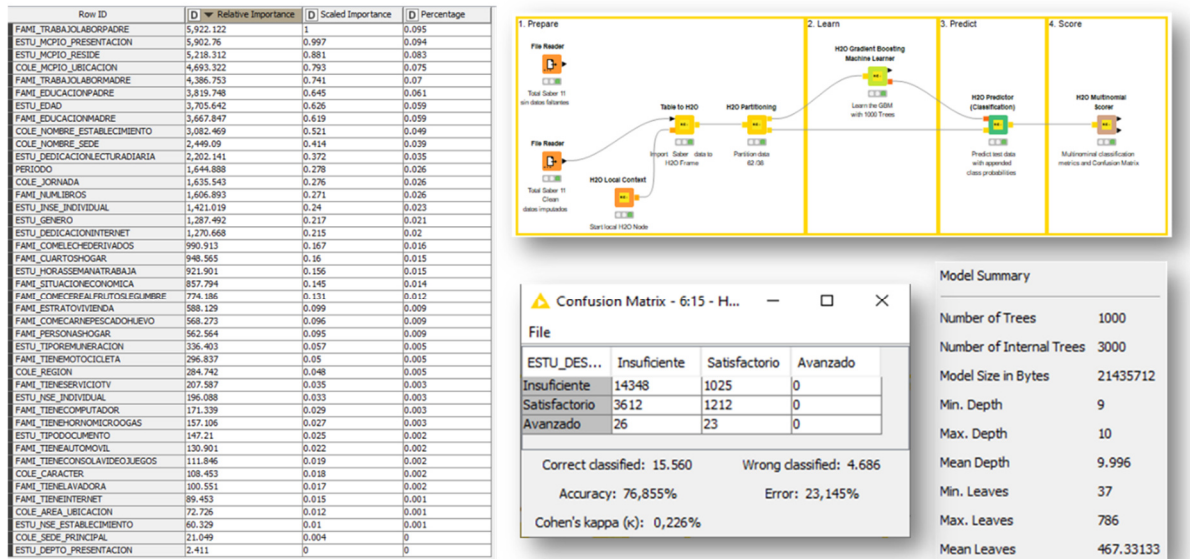 Row ID D Relative Importance D Scaled Importance D Percentage
FAMI_TRABAJOLABORPADRE 5,922.122 1 0.095
ESTU_MCPIO_PRESENTACION 5,902.76 0.997 0.094
ESTU_MCPIO_RESIDE 5,218.312 0.881 0.083
COLE_MCPIO_UBICACION 4,693.322 0.793 0.075
FAMI_TRABAJOLABORMADRE 4,386.753 0.741 0.07
FAMI_EDUCACIONPADRE 3,819.748 0.645 0.061
ESTU_EDAD 3,705.642 0.626 0.059
FAMI_EDUCACIONMADRE 3,667.847 0.619 0.059
COLE_NOMBRE_ESTABLECIMIENTO 3,082.469 0.521 0.049
COLE_NOMBRE_SEDE 2,449.09 0.414 0.039
ESTU_DEDICACIONLECTURADIARIA 2,202.141 0.372 0.035
PERIODO 1,644.888 0.278 0.026
COLE_JORNADA 1,635.543 0.276 0.026
FAMI_NUMLIBROS 1,606.893 0.271 0.026
ESTU_INSE_INDIVIDUAL 1,421.019 0.24 0.023
ESTU_GENERO 1,287.492 0.217 0.021
ESTU_DEDICACIONINTERNET 1,270.668 0.215 0.02
FAMI_COMELECHEDERIVADOS 990.913 0.167 0.016
FAMI_CUARTOSHOGAR 948.565 0.16 0.015
ESTU_HORASSEMANATRABAJA 921.901 0.156 0.015
FAMI_SITUACIONECONOMICA 857.794 0.145 0.014
FAMI_COMECEREALFRUTOSLEGUMBRE 774.186 0.131 0.012
FAMI_ESTRATOVIVIENDA 588.129 0.099 0.009
FAMI_COMECARNEPESCADOHUEVO 568.273 0.096 0.009
FAMI_PERSONASHOGAR 562.564 0.095 0.009
ESTU_TIPOREMUNERACION 336.403 0.057 0.005
FAMI_TIENEMOTOCICLETA 296.837 0.05 0.005
COLE_REGION 284.742 0.048 0.005
FAMI_TIENESERVICIOTV 207.587 0.035 0.003
ESTU_NSE_INDIVIDUAL 196.088 0.033 0.003
FAMI_TIENECOMPUTADOR 171.339 0.029 0.003
FAMI_TIENEHORNOMICROOGAS 157.106 0.027 0.003
ESTU_TIPODOCUMENTO 147.21 0.025 0.002
FAMI_TIENEAUTOMOVIL 130.901 0.022 0.002
FAMI_TIENECONSOLAVIDEOJUEGOS 111.846 0.019 0.002
COLE_CARACTER 108.453 0.018 0.002
FAMI_TIENELAVADORA 100.551 0.017 0.002
FAMI_TIENEINTERNET 89.453 0.015 0.001
COLE_AREA_UBICACION 72.726 0.012 0.001
ESTU_NSE_ESTABLECIMIENTO 60.329 0.01 0.001
COLE_SEDE_PRINCIPAL 21.049 0.004 0
ESTU_DEPTO_PRESENTACION 2.411 0 0
1. Prepare
File Reader
Total Saber 11
sin datos faltantes
File Reader
Total Saber 11
Clean
datos imputados
H2O Local Context
Start local H2O Node
Table to H2O
Import Saber data to
H2O Frame
H2O Partitioning
Partition data
2. Learn
H2O Gradient Boosting
Machine Learner
Learn the GBM
with 1000 Trees
3. Predict
H2O Predictor
(Classification)
Predict test data
with appended
class probabilities
4. Score
H2O Multinomial
Scorer
Multinominal classification
metrics and Confusion Matrix
Confusion Matrix - 6:15 - H...
File
ESTU_DES... Insuficiente Satisfactorio Avanzado
Insuficiente 14348 1025 0
Satisfactorio 3612 1212 0
Avanzado 26 23 0
Correct classified: 15.560 Wrong classified: 4.686
Accuracy: 76,855% Error: 23,145%
Cohen's kappa (κ): 0,226%
Model Summary
Number of Trees 1000
Number of Internal Trees 3000
Model Size in Bytes 21435712
Min. Depth 9
Max. Depth 10
Mean Depth 9.996
Min. Leaves 37
Max. Leaves 786
Mean Leaves 467.33133